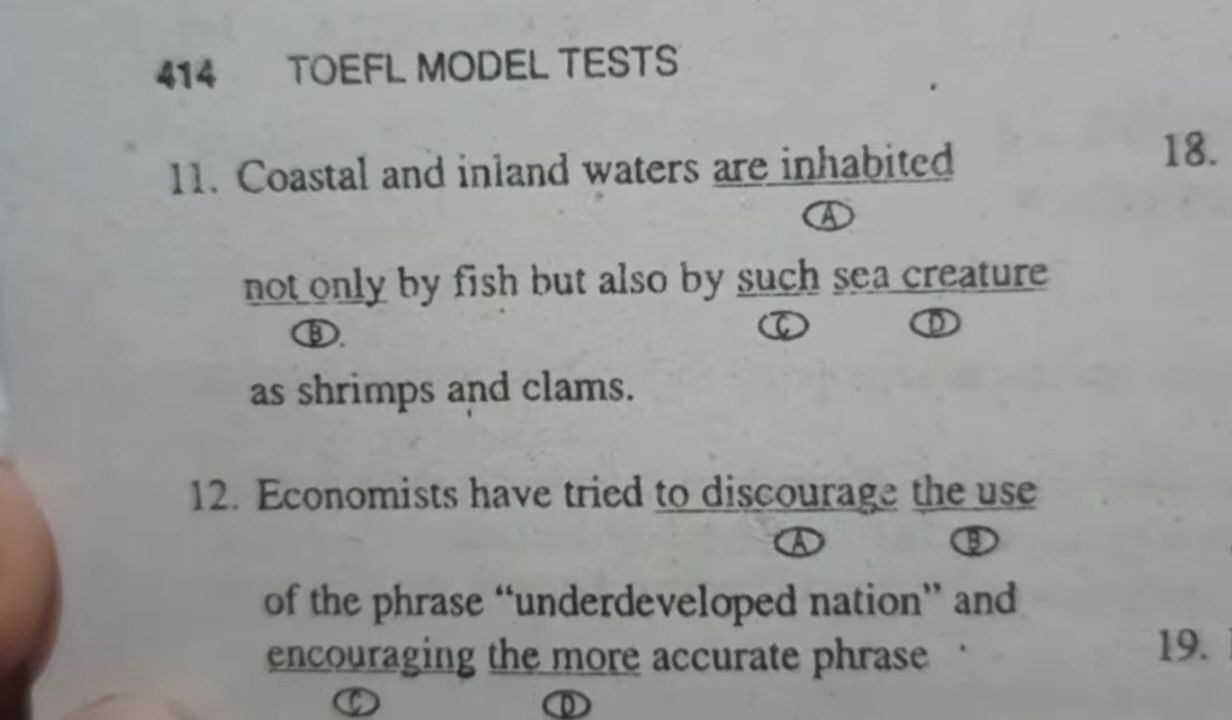 414 TOEFL MODEL TESTS
11. Coastal and inland waters are inhabited
A
not only by fish but also by such sea creature
B C D
as shrimps and clams.
12. Economists have tried to discourage the use
A B
of the phrase “underdeveloped nation” and
encouraging the more accurate phrase
C D
18.
19.